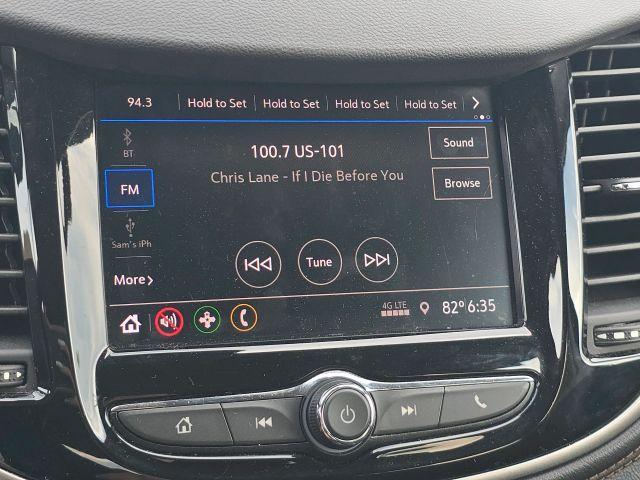 94.3 Hold to Set Hold to Set Hold to Set Hold to Set
BT
100.7 US-101
Sound
FM
Chris Lane - If I Die Before You
Browse
Sam's iPh
Tune
More
4G LTE
82° 6:35